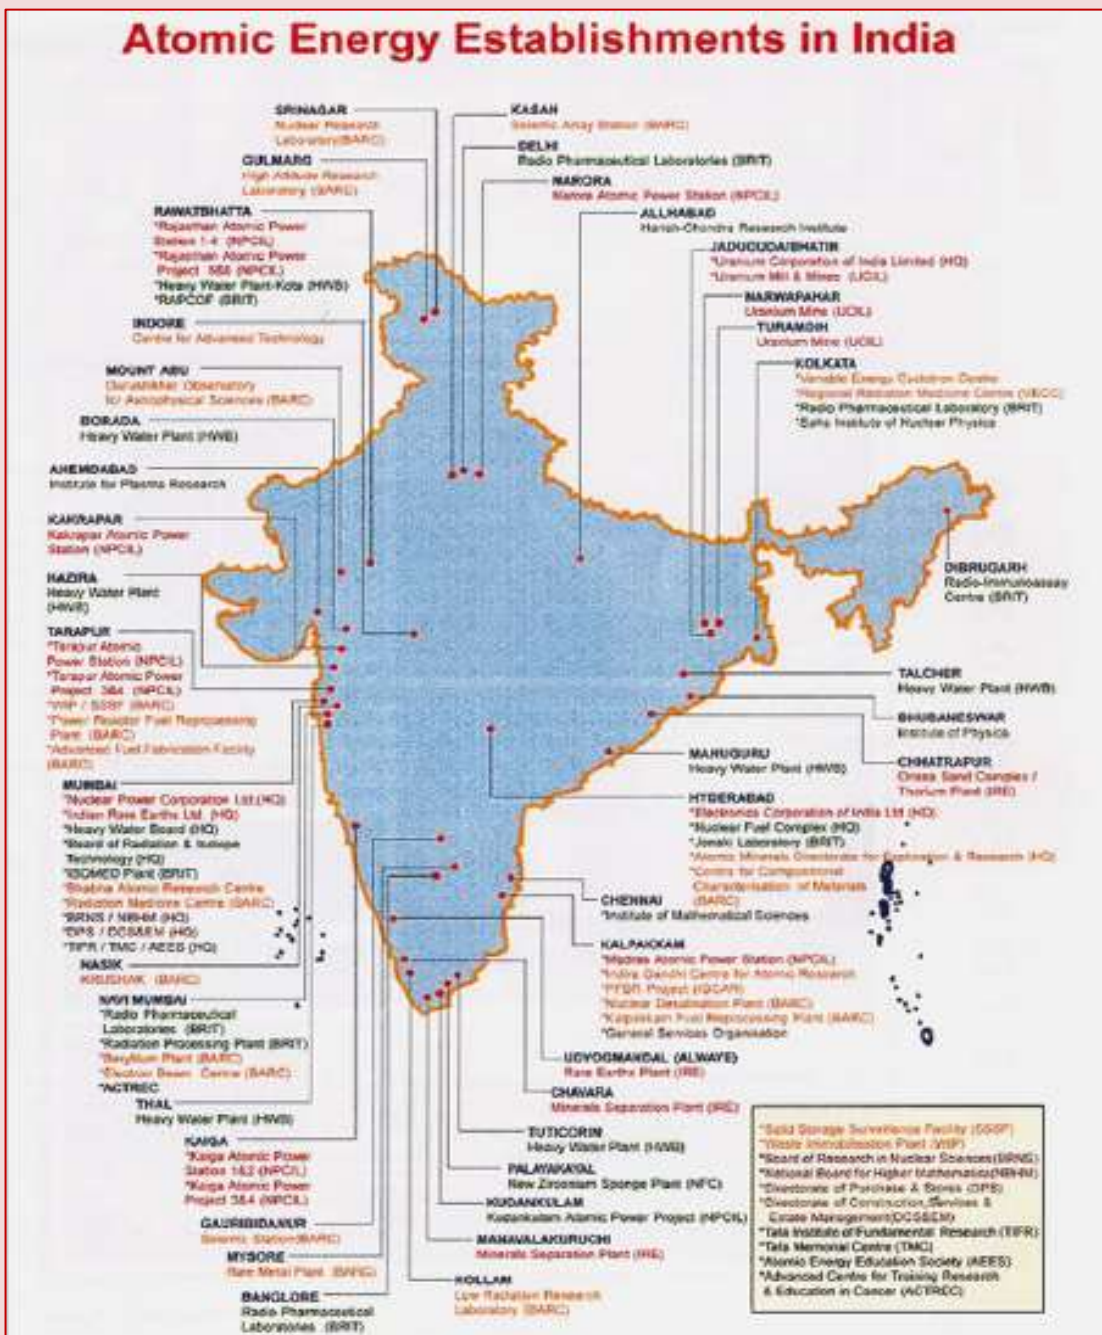 Atomic Energy Establishments in India
SRINAGAR
Nuclear Research
Laboratory(BARC)
GULMARG
High Altitude Research
Laboratory (BARC)
RAWATBHATTA
*Rajasthan Atomic Power
Station 1-4 (NPCIL)
*Rajasthan Atomic Power
Project 5&6 (NPCIL)
*Heavy Water Plant-Kota (HWB)
*RAPCOF (BRIT)
INDORE
Centre for Advanced Technology
MOUNT ABU
Gurushikhar Observatory
for Astrophysical Sciences (BARC)
BORADA
Heavy Water Plant (HWB)
AHEMDABAD
Institute for Plasma Research
KAKRAPAR
Kakrapar Atomic Power
Station (NPCIL)
HAZIRA
Heavy Water Plant
(HWB)
TARAPUR
*Tarapur Atomic
Power Station (NPCIL)
*Tarapur Atomic Power
Project 3&4 (NPCIL)
*WIP / SSSF (BARC)
*Power Reactor Fuel Reprocessing
Plant (BARC)
*Advanced Fuel Fabrication Facility
(BARC)
MUMBAI
*Nuclear Power Corporation Ltd.(HQ)
*Indian Rare Earths Ltd. (HQ)
*Heavy Water Board (HQ)
*Board of Radiation & Isotope
Technology (HQ)
*ISOMED Plant (BRIT)
*Bhabha Atomic Research Centre
*Radiation Medicine Centre (BARC)
*BRNS / NBHM (HQ)
*DPS / DCS&EM (HQ)
*TIFR / TMC / AEES (HQ)
NASIK
KRUSHAK (BARC)
NAVI MUMBAI
*Radio Pharmaceutical
Laboratories (BRIT)
*Radiation Processing Plant (BRIT)
*Beryllium Plant (BARC)
*Electron Beam Centre (BARC)
*ACTREC
THAL
Heavy Water Plant (HWB)
KAIGA
*Kaiga Atomic Power
Station 1&2 (NPCIL)
*Kaiga Atomic Power
Project 3&4 (NPCIL)
GAURIBIDANUR
Seismic Station(BARC)
MYSORE
Rare Metal Plant (BARC)
BANGLORE
Radio Pharmaceutical
Laboratories (BRIT)
KASAN
Seismic Array Station (BARC)
DELHI
Radio Pharmaceutical Laboratories (BRIT)
NARORA
Narora Atomic Power Station (NPCIL)
ALLHABAD
Harish-Chandra Research Institute
JADUGUDA/BHATIN
*Uranium Corporation of India Limited (HQ)
*Uranium Mill & Mines (UCIL)
NARWAPAHAR
Uranium Mine (UCIL)
TURAMDIH
Uranium Mine (UCIL)
KOLKATA
*Variable Energy Cyclotron Centre
*Regional Radiation Medicine Centre (VECC)
*Radio Pharmaceutical Laboratory (BRIT)
*Saha Institute of Nuclear Physics
DIBRUGARH
Radio-Immunoassay
Centre (BRIT)
TALCHER
Heavy Water Plant (HWB)
BHUBANESWAR
Institute of Physics
CHHATRAPUR
Orissa Sand Complex /
Thorium Plant (IRE)
MANUGURU
Heavy Water Plant (HWB)
HYDERABAD
*Electronics Corporation of India Ltd (HQ)
*Nuclear Fuel Complex (HQ)
*Jonaki Laboratory (BRIT)
*Atomic Minerals Directorate for Exploration & Research (HQ)
*Centre for Compositional
Characterisation of Materials
(BARC)
CHENNAI
*Institute of Mathematical Sciences
KALPAKKAM
*Madras Atomic Power Station (NPCIL)
*Indira Gandhi Centre for Atomic Research
*PFBR Project (IGCAR)
*Nuclear Desalination Plant (BARC)
*Kalpakkam Fuel Reprocessing Plant (BARC)
*General Services Organisation
UDYOGMANDAL (ALWAYE)
Rare Earths Plant (IRE)
CHAVARA
Minerals Separation Plant (IRE)
TUTICORIN
Heavy Water Plant (HWB)
PALAYAKAYAL
New Zirconium Sponge Plant (NFC)
KUDANKULAM
Kudankulam Atomic Power Project (NPCIL)
MANAVALAKURUCHI
Minerals Separation Plant (IRE)
KOLLAM
Low Radiation Research
Laboratory (BARC)
*Solid Storage Surveillance Facility (SSSF)
*Waste Immobilisation Plant (WIP)
*Board of Research in Nuclear Sciences(BRNS)
*National Board for Higher Mathematics(NBHM)
*Directorate of Purchase & Stores (DPS)
*Directorate of Construction, Services &
Estate Management(DCS&EM)
*Tata Institute of Fundamental Research (TIFR)
*Tata Memorial Centre (TMC)
*Atomic Energy Education Society (AEES)
*Advanced Centre for Training Research
& Education in Cancer (ACTREC)